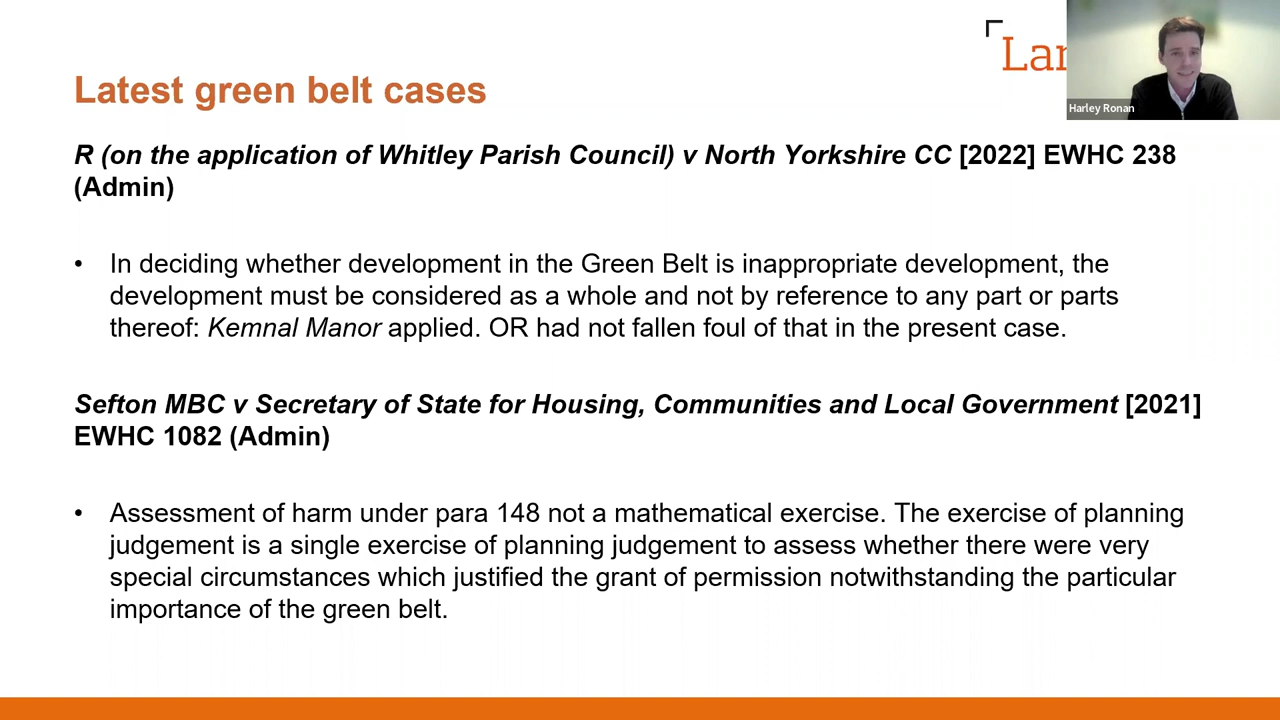 Lan
Harley Ronan
Latest green belt cases
R (on the application of Whitley Parish Council) v North Yorkshire CC [2022] EWHC 238
(Admin)
• In deciding whether development in the Green Belt is inappropriate development, the
development must be considered as a whole and not by reference to any part or parts
thereof: Kemnal Manor applied. OR had not fallen foul of that in the present case.
Sefton MBC v Secretary of State for Housing, Communities and Local Government [2021]
EWHC 1082 (Admin)
• Assessment of harm under para 148 not a mathematical exercise. The exercise of planning
judgement is a single exercise of planning judgement to assess whether there were very
special circumstances which justified the grant of permission notwithstanding the particular
importance of the green belt.